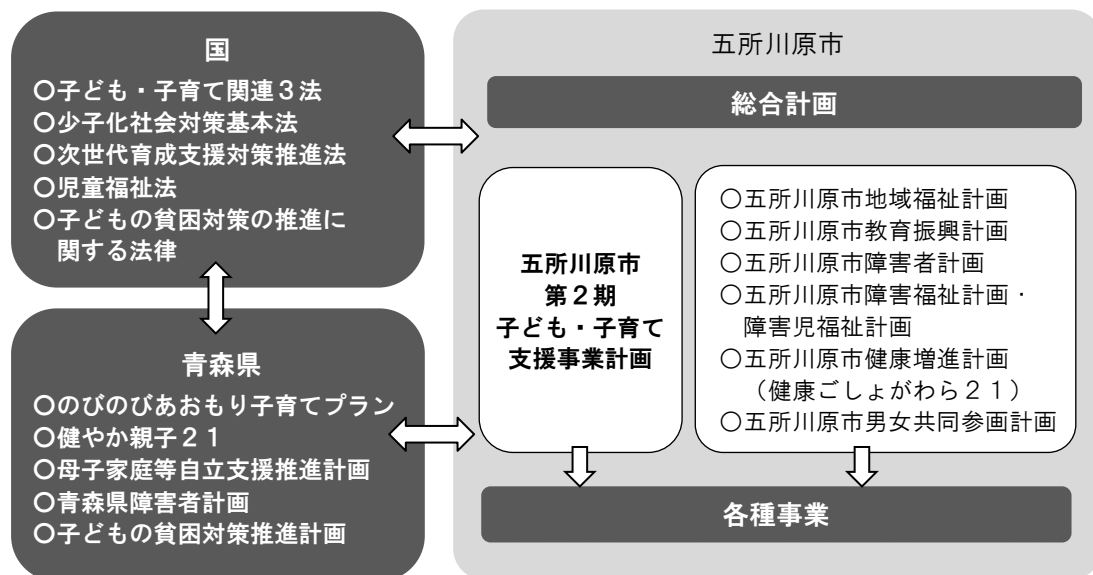 国
○子ども・子育て関連３法
○少子化社会対策基本法
○次世代育成支援対策推進法
○児童福祉法
○子どもの貧困対策の推進に
関する法律
青森県
○のびのびあおもり子育てプラン
○健やか親子２１
○母子家庭等自立支援推進計画
○青森県障害者計画
○子どもの貧困対策推進計画
五所川原市
総合計画
五所川原市
第２期
子ども・子育て
支援事業計画
○五所川原市地域福祉計画
○五所川原市教育振興計画
○五所川原市障害者計画
○五所川原市障害福祉計画・
障害児福祉計画
○五所川原市健康増進計画
（健康ごしょがわら２１）
○五所川原市男女共同参画計画
各種事業